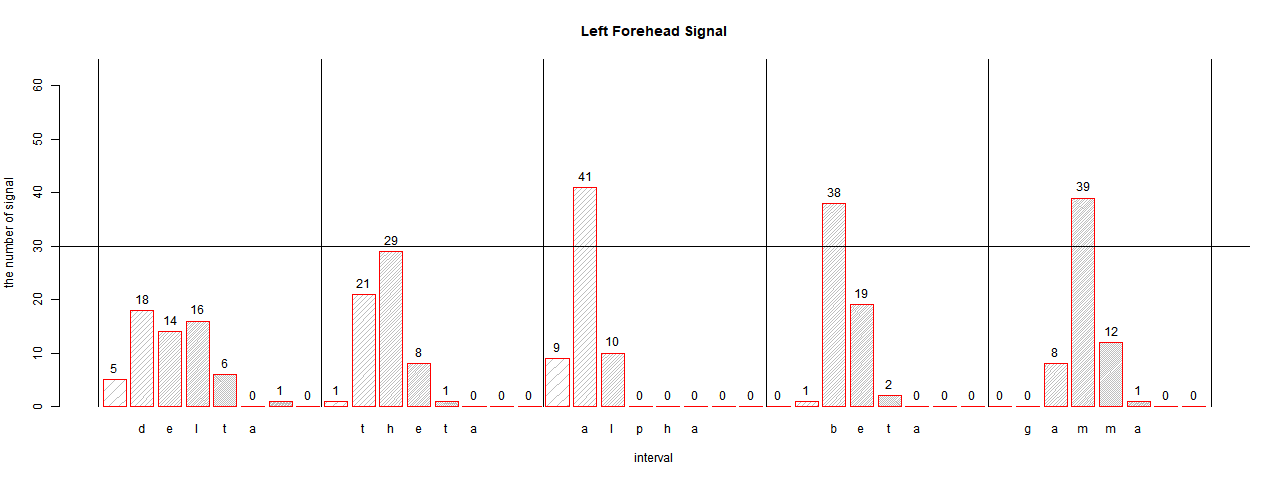 Left Forehead Signal
the number of signal
60
50
40
30
20
10
0
5 18 14 16 6 0 1 0 1 21 29 8 1 0 0 0 9 41 10 0 0 0 0 0 0 1 38 19 2 0 0 0 0 0 8 39 12 1 0 0
d e l t a t h e t a a l p h a b e t a g a m m a
interval